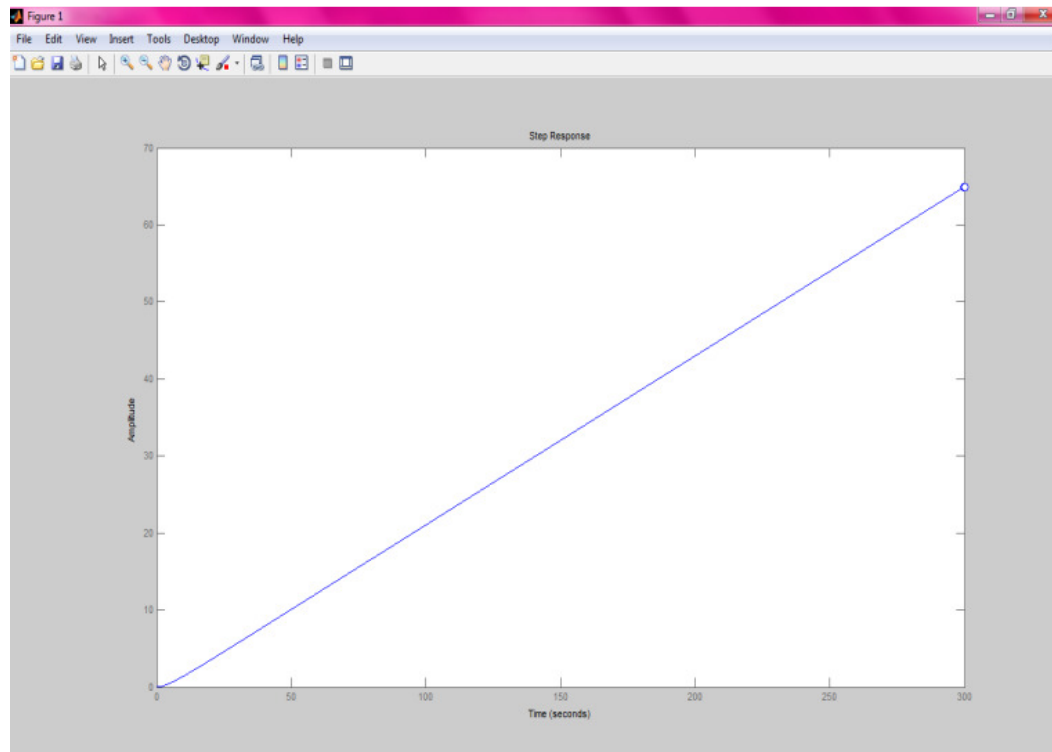 Figure 1
File Edit View Insert Tools Desktop Window Help
Step Response
70
60
50
40
30
20
10
0
Amplitude
0 50 100 150 200 250 300
Time (seconds)